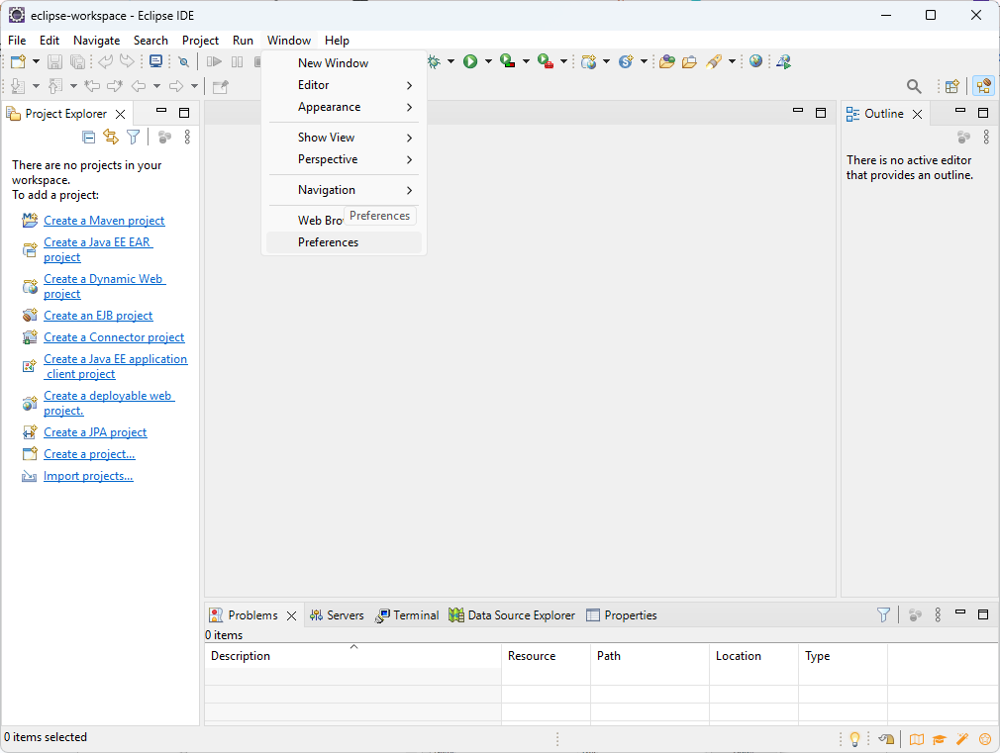 eclipse-workspace - Eclipse IDE
File Edit Navigate Search Project Run Window Help
New Window
Editor
Appearance
Show View
Perspective
Navigation
Web Bro
Preferences
Preferences
Project Explorer
There are no projects in your
workspace.
To add a project:
Create a Maven project
Create a Java EE EAR
project
Create a Dynamic Web
project
Create an EJB project
Create a Connector project
Create a Java EE application
client project
Create a deployable web
project.
Create a JPA project
Create a project...
Import projects...
Outline
There is no active editor
that provides an outline.
Problems Servers Terminal Data Source Explorer Properties
0 items
Description Resource Path Location Type
0 items selected